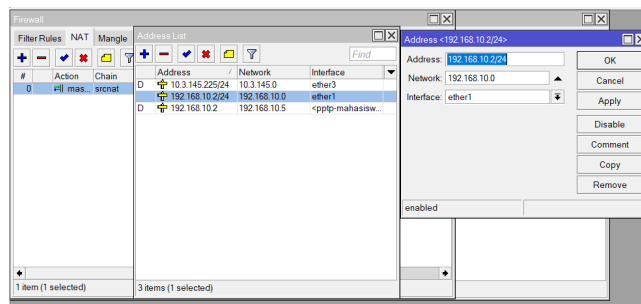 Firewall
Filter Rules NAT Mangle
# Action Chain
0 mas... srcnat
1 item (1 selected)
Address List
Find
Address Network Interface
D 10.3.145.225/24 10.3.145.0 ether3
192.168.10.2/24 192.168.10.0 ether1
D 192.168.10.2 192.168.10.5 <pptp-mahasisw...
3 items (1 selected)
Address <192.168.10.2/24>
Address: 192.168.10.2/24
Network: 192.168.10.0
Interface: ether1
OK
Cancel
Apply
Disable
Comment
Copy
Remove
enabled